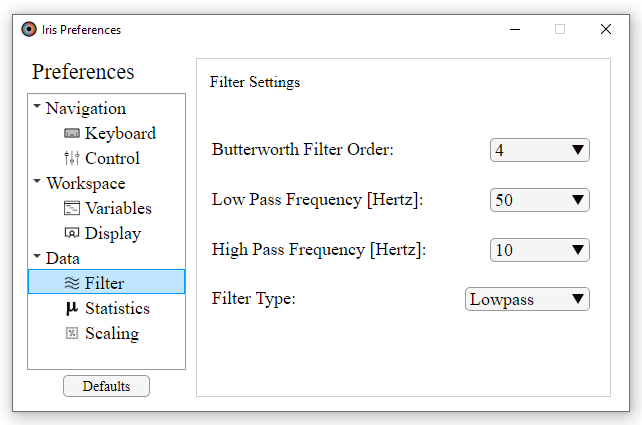 Iris Preferences
Preferences
Navigation
Keyboard
Control
Workspace
Variables
Display
Data
Filter
μ Statistics
Scaling
Defaults
Filter Settings
Butterworth Filter Order: 4
Low Pass Frequency [Hertz]: 50
High Pass Frequency [Hertz]: 10
Filter Type: Lowpass